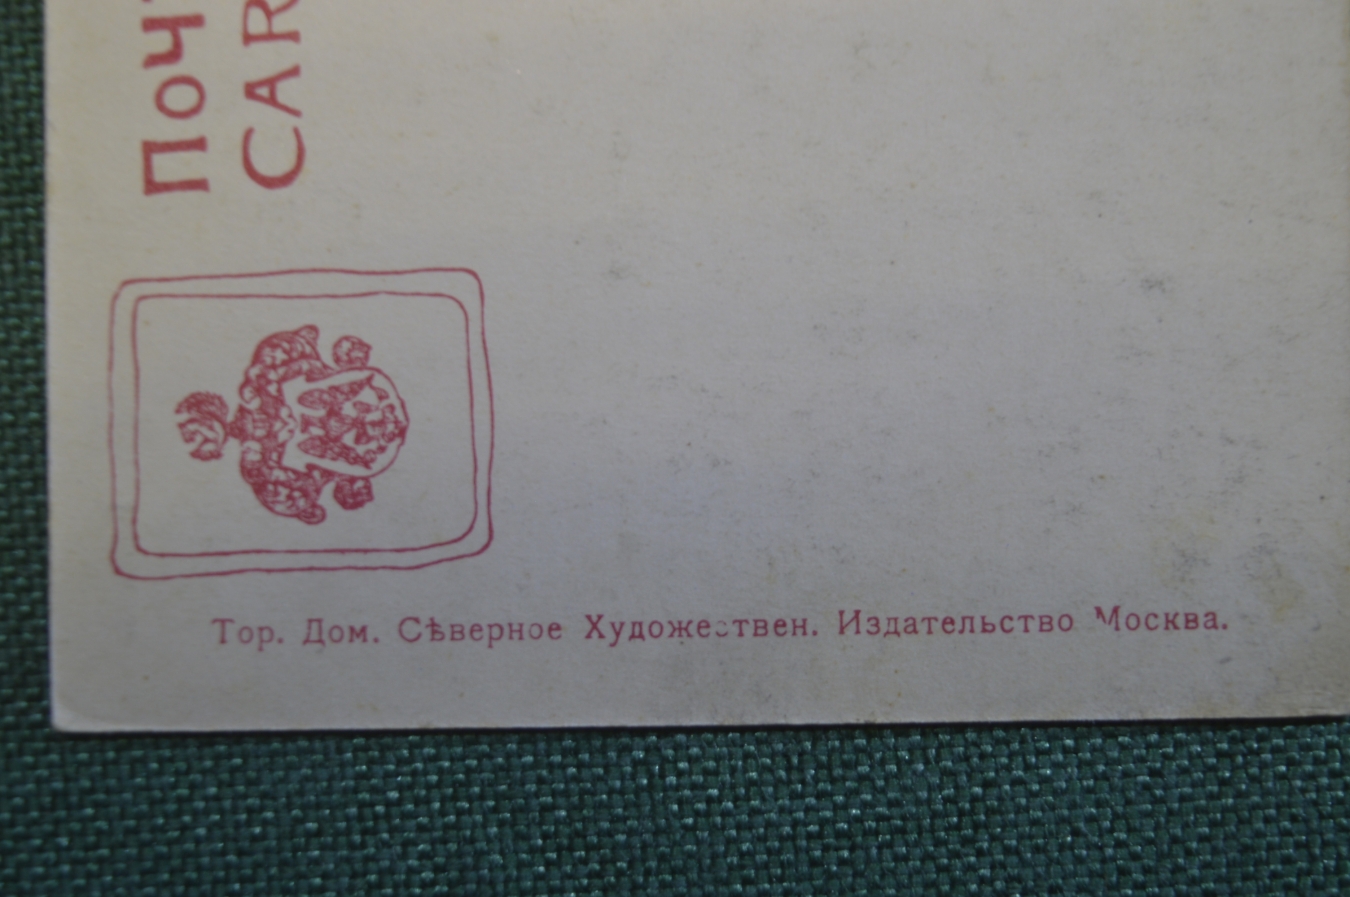 Поч
CAR
Тор. Дом. Сѣверное Художествен. Издательство Москва.